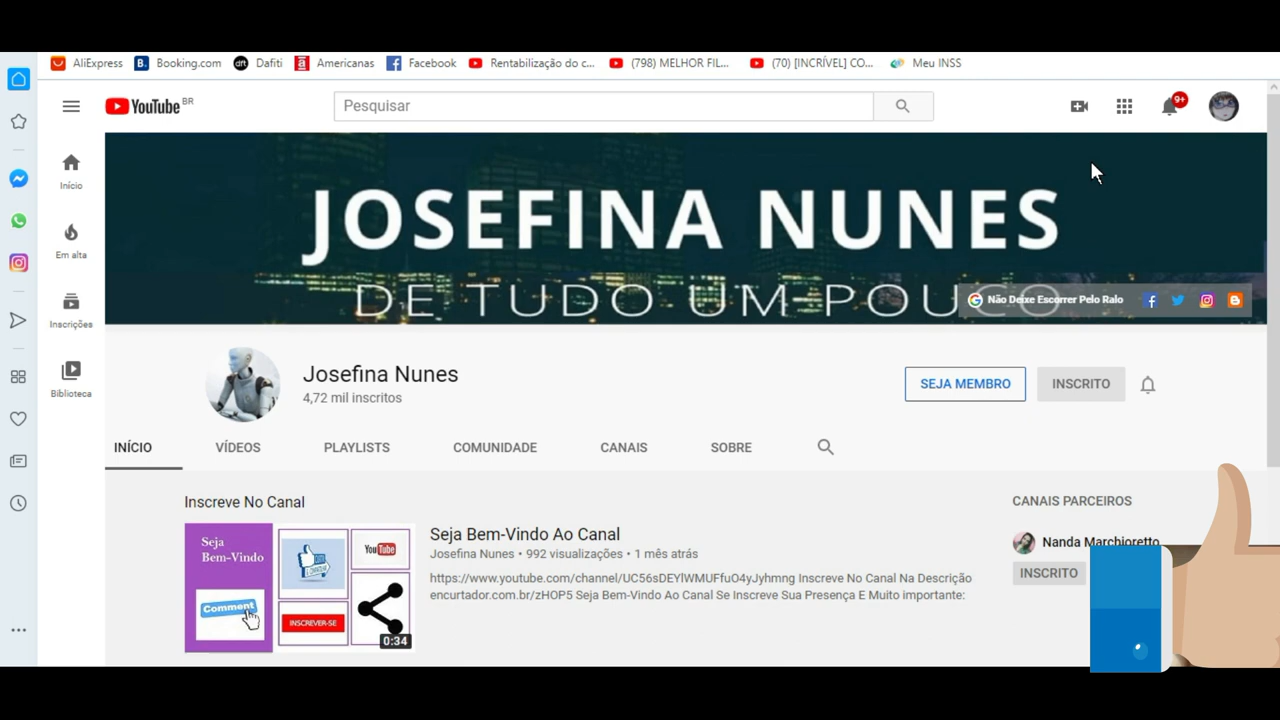 AliExpress Booking.com Dafiti Americanas Facebook Rentabilização do c... (798) MELHOR FIL... (70) [INCRÍVEL] CO... Meu INSS
YouTube BR Pesquisar 9+
JOSEFINA NUNES
DE TUDO UM POUCO
Não Deixe Escorrer Pelo Ralo
Início
Em alta
Inscrições
Biblioteca
Josefina Nunes
4,72 mil inscritos
SEJA MEMBRO INSCRITO
INÍCIO VÍDEOS PLAYLISTS COMUNIDADE CANAIS SOBRE
Inscreve No Canal
Seja
Bem-Vindo
YouTube
Comment
INSCREVER-SE
0:34
Seja Bem-Vindo Ao Canal
Josefina Nunes • 992 visualizações • 1 mês atrás
https://www.youtube.com/channel/UC56sDEYlWMUFfuO4yJyhmng Inscreve No Canal Na Descrição
encurtador.com.br/zHOP5 Seja Bem-Vindo Ao Canal Se Inscreve Sua Presença E Muito importante:
CANAIS PARCEIROS
Nanda Marchioretto
INSCRITO